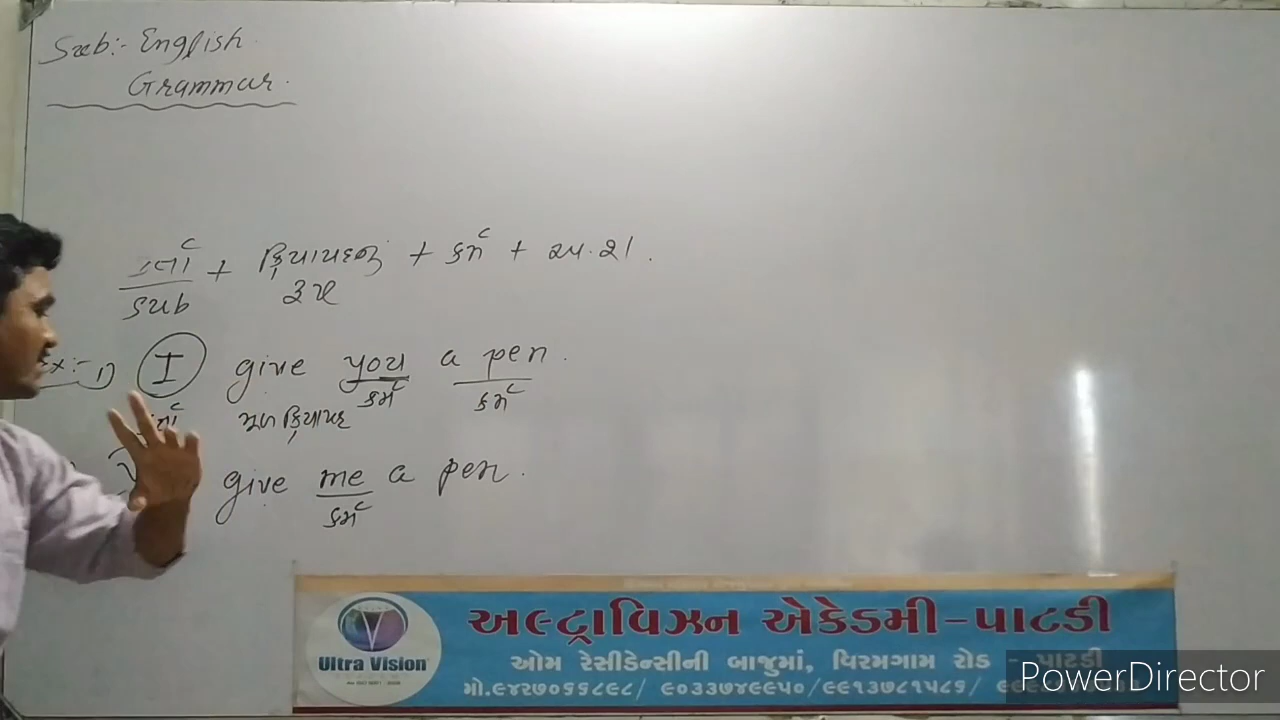 Sub:- English
Grammar.
કર્તા + ક્રિયાપદનું + કર્મ + અ.શ.
sub રૂપ
Ex:- 1) I give you a pen.
મુળ ક્રિયાપદ કર્મ કર્મ
give me a pen.
કર્મ
અલ્ટ્રાવિઝન એકેડમી - પાટડી
Ultra Vision
ઓમ રેસીડેન્સીની બાજુમાં, વિરમગામ રોડ - પાટડી
PowerDirector